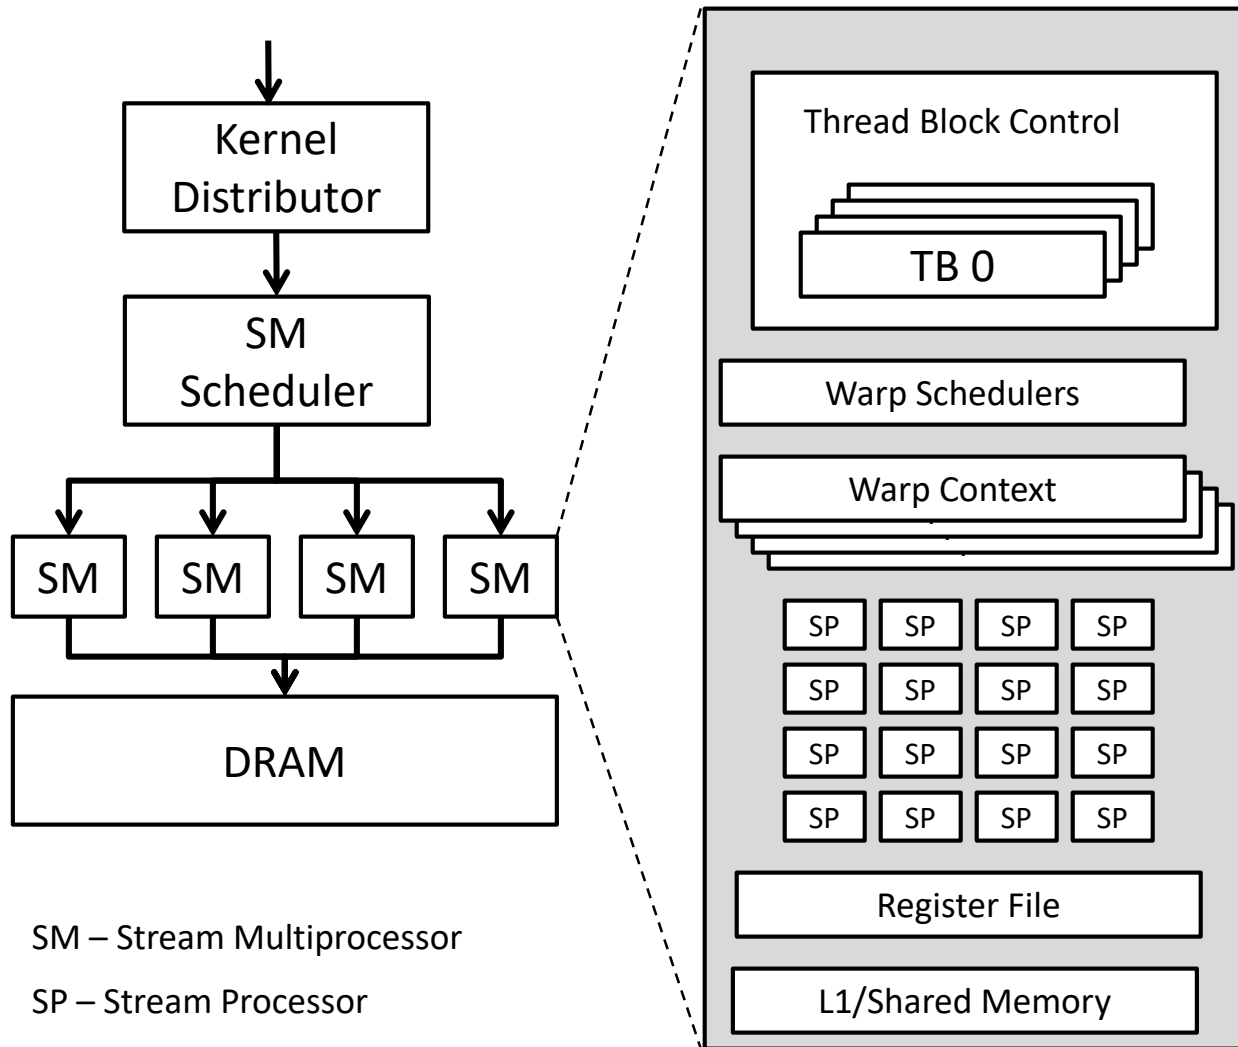 Kernel
Distributor
SM
Scheduler
SM SM SM SM
DRAM
SM – Stream Multiprocessor
SP – Stream Processor
Thread Block Control
TB 0
Warp Schedulers
Warp Context
SP SP SP SP
SP SP SP SP
SP SP SP SP
SP SP SP SP
Register File
L1/Shared Memory